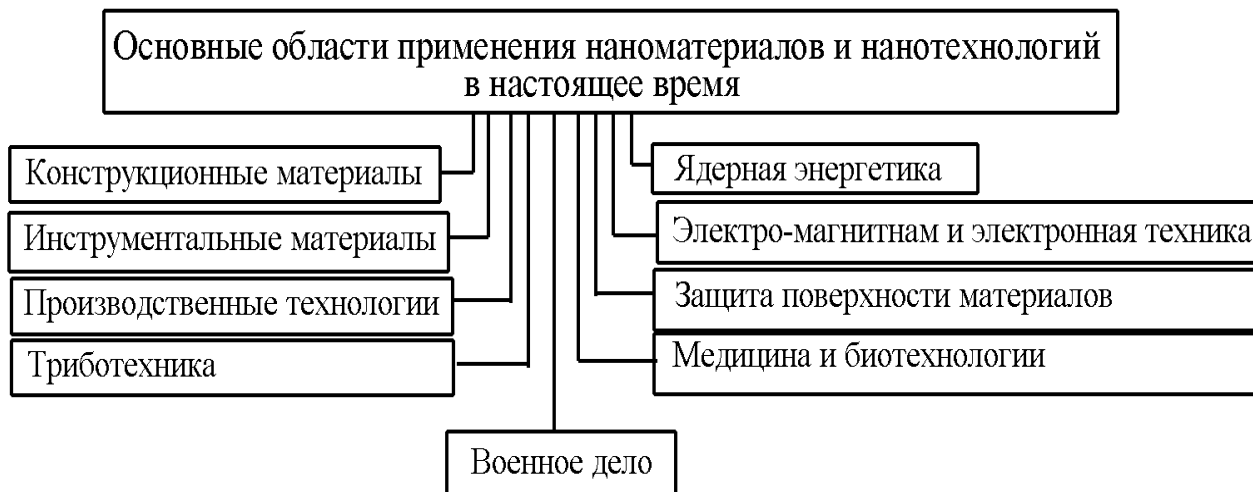 Основные области применения наноматериалов и нанотехнологий
в настоящее время
Конструкционные материалы
Инструментальные материалы
Производственные технологии
Триботехника
Ядерная энергетика
Электро-магнитнам и электронная техника
Защита поверхности материалов
Медицина и биотехнологии
Военное дело